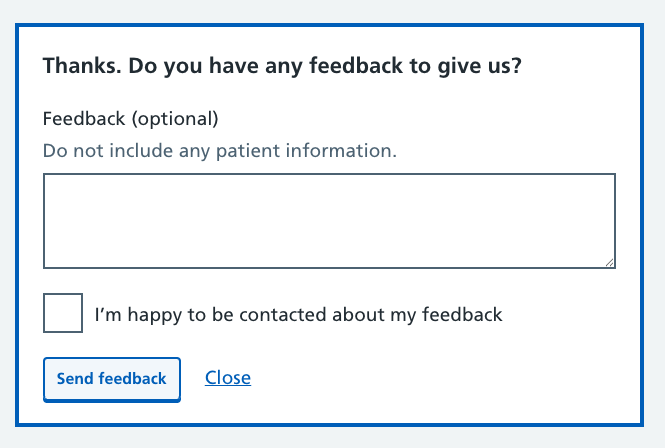 Thanks. Do you have any feedback to give us?
Feedback (optional)
Do not include any patient information.
I’m happy to be contacted about my feedback
Send feedback Close